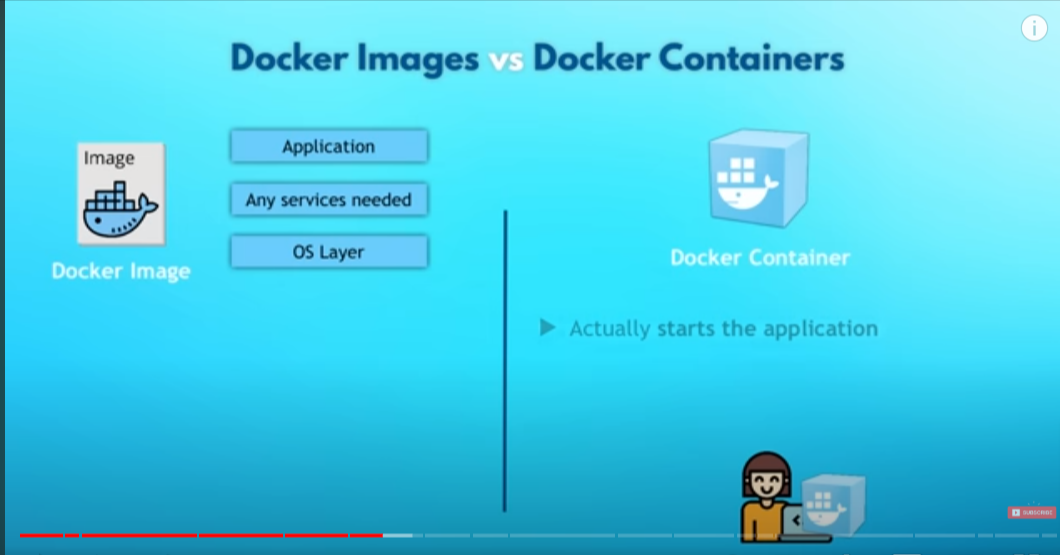 Docker Images vs Docker Containers
Image
Docker Image
Application
Any services needed
OS Layer
Docker Container
Actually starts the application
SUBSCRIBE